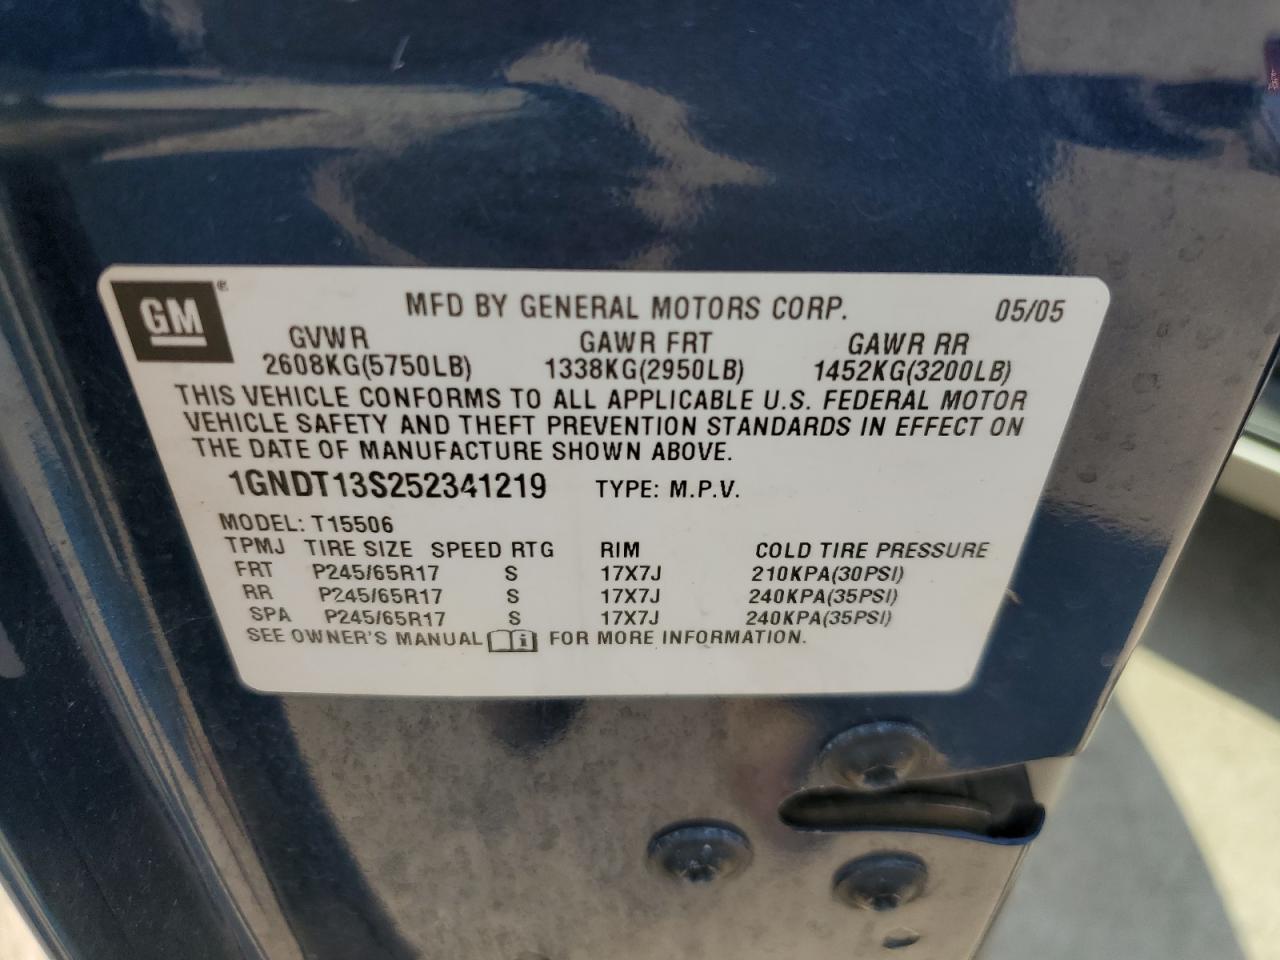 GM®
MFD BY GENERAL MOTORS CORP. 05/05
GVWR GAWR FRT GAWR RR
2608KG(5750LB) 1338KG(2950LB) 1452KG(3200LB)
THIS VEHICLE CONFORMS TO ALL APPLICABLE U.S. FEDERAL MOTOR
VEHICLE SAFETY AND THEFT PREVENTION STANDARDS IN EFFECT ON
THE DATE OF MANUFACTURE SHOWN ABOVE.
1GNDT13S252341219 TYPE: M.P.V.
MODEL: T15506
TPMJ TIRE SIZE SPEED RTG RIM COLD TIRE PRESSURE
FRT P245/65R17 S 17X7J 210KPA(30PSI)
RR P245/65R17 S 17X7J 240KPA(35PSI)
SPA P245/65R17 S 17X7J 240KPA(35PSI)
SEE OWNER'S MANUAL i FOR MORE INFORMATION.